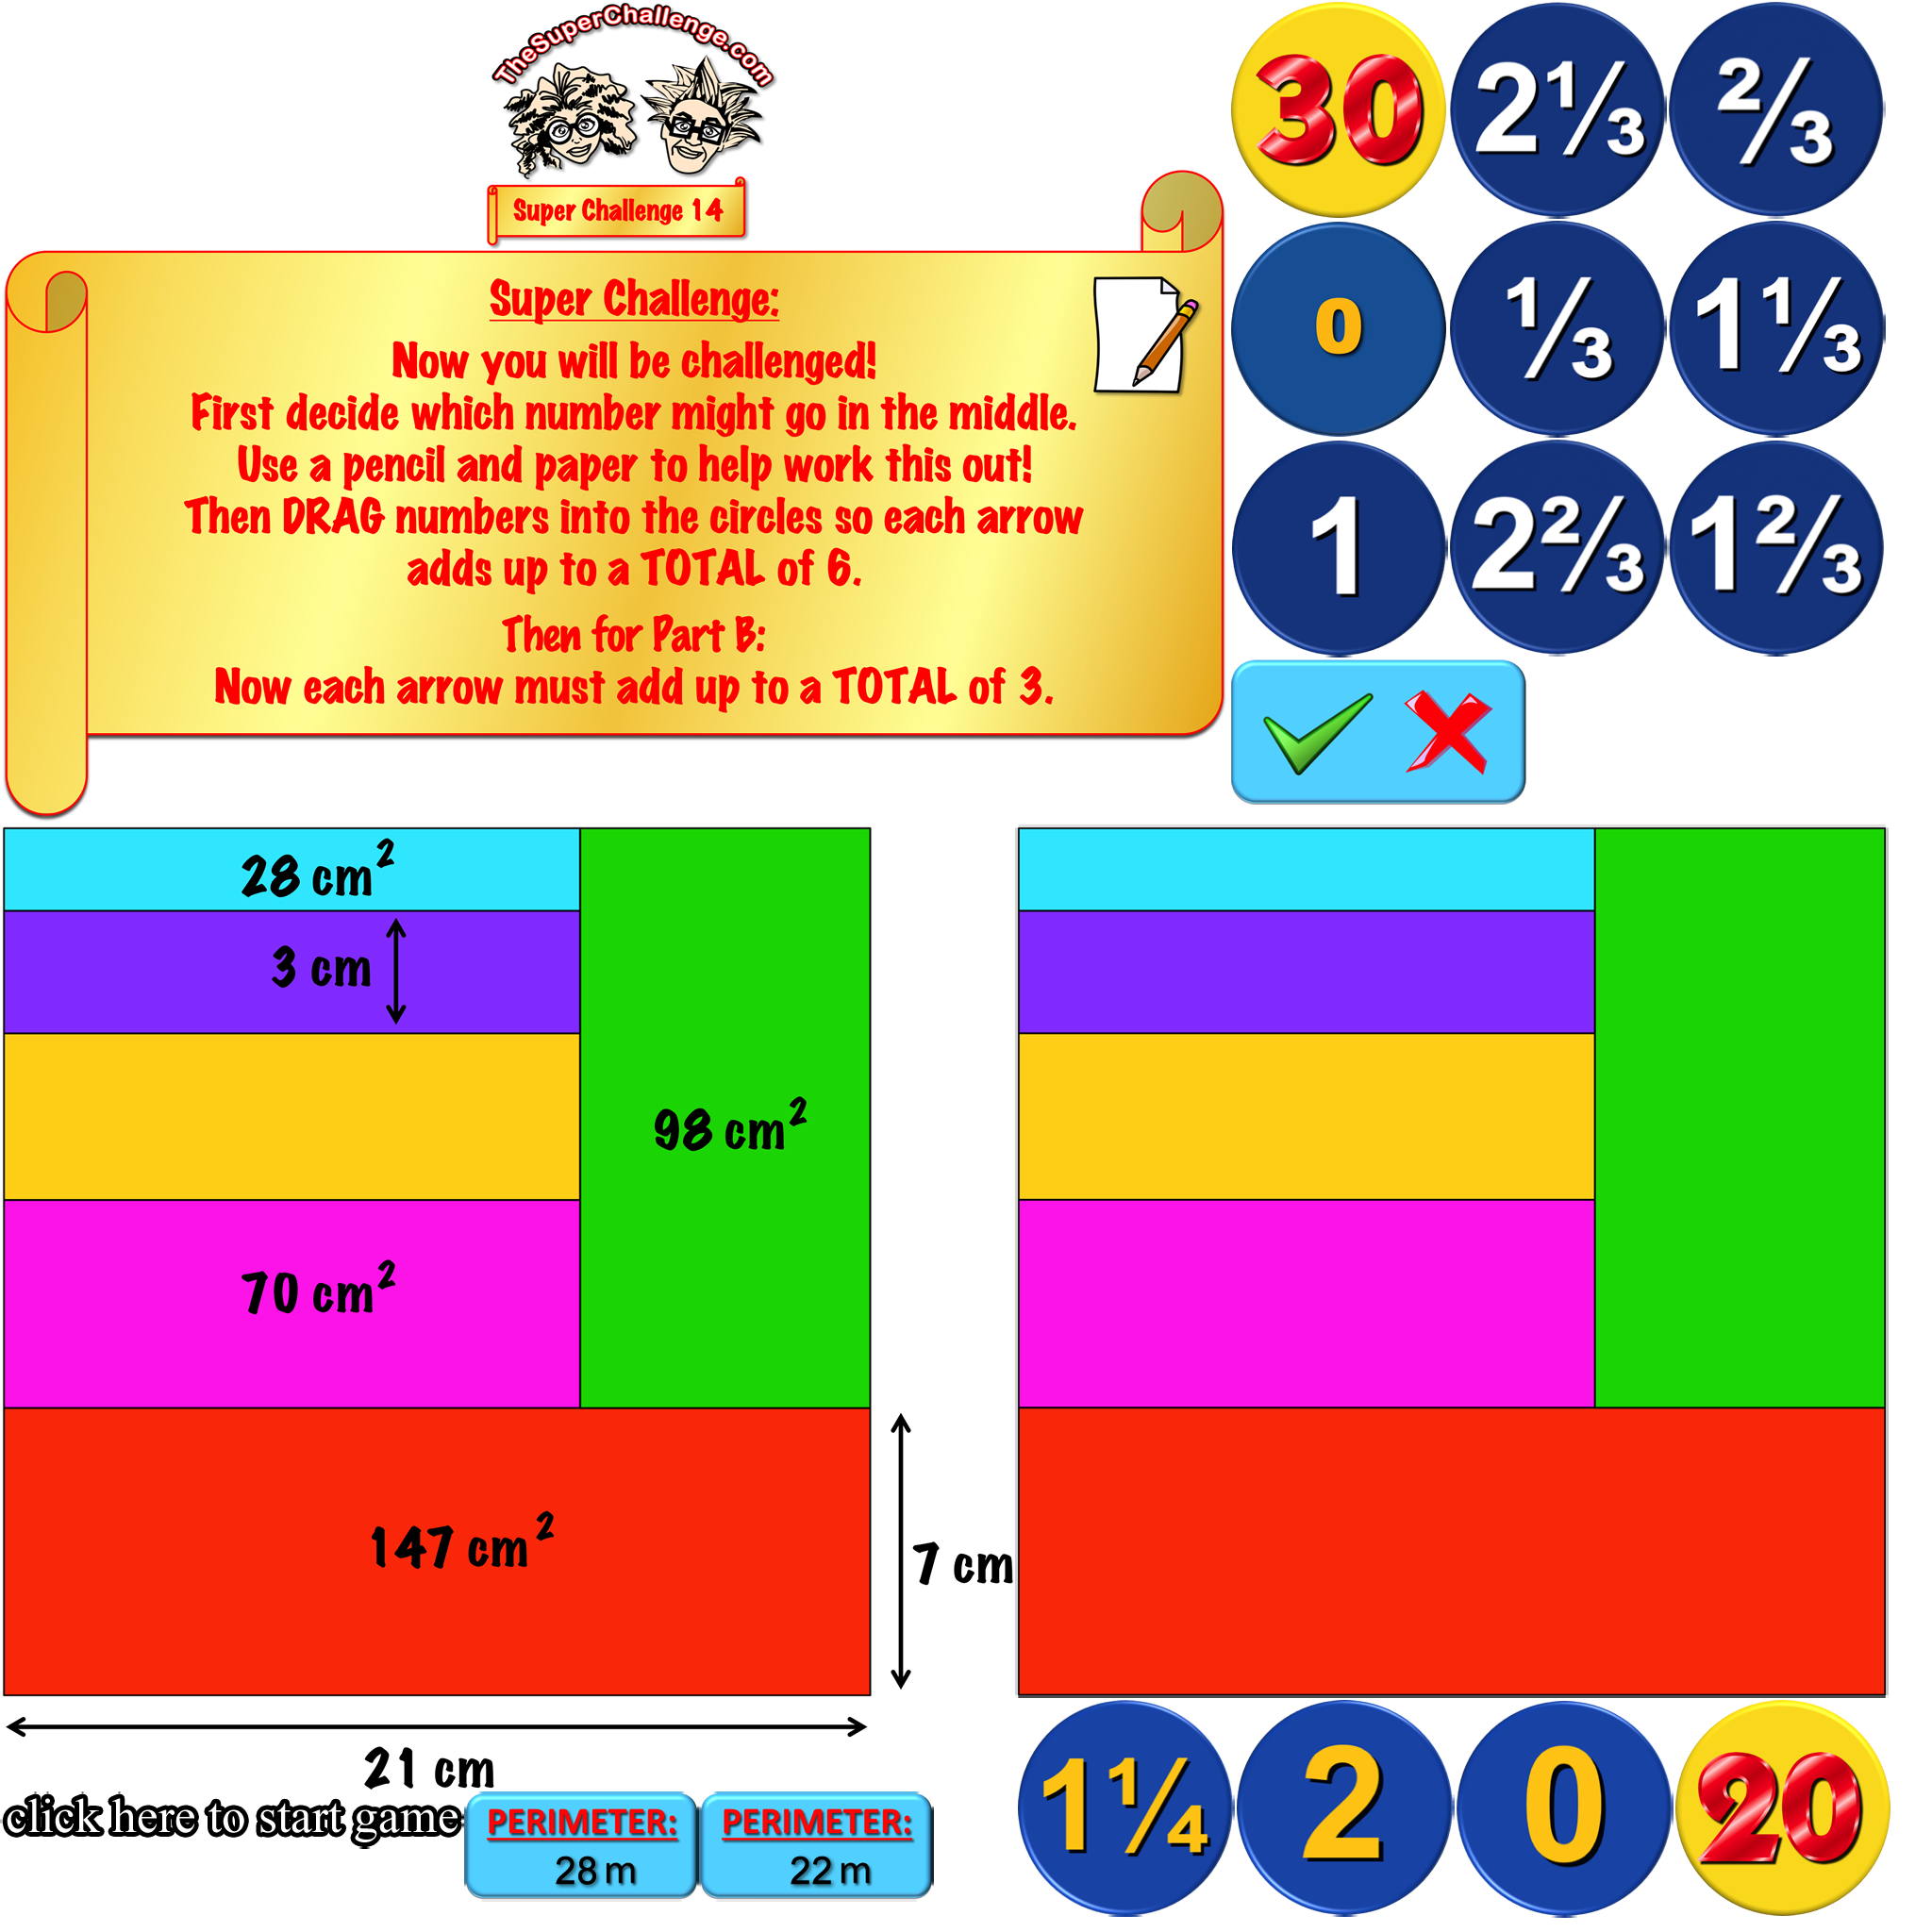 TheSuperChallenge.com
Super Challenge 14
Super Challenge:
Now you will be challenged!
First decide which number might go in the middle.
Use a pencil and paper to help work this out!
Then DRAG numbers into the circles so each arrow
adds up to a TOTAL of 6.
Then for Part B:
Now each arrow must add up to a TOTAL of 3.
30 2⅓ ⅔
0 ⅓ 1⅓
1 2⅔ 1⅔
28 cm²
3 cm
98 cm²
70 cm²
147 cm²
7 cm
21 cm
click here to start game
PERIMETER:
28 m
PERIMETER:
22 m
1¼ 2 0 20